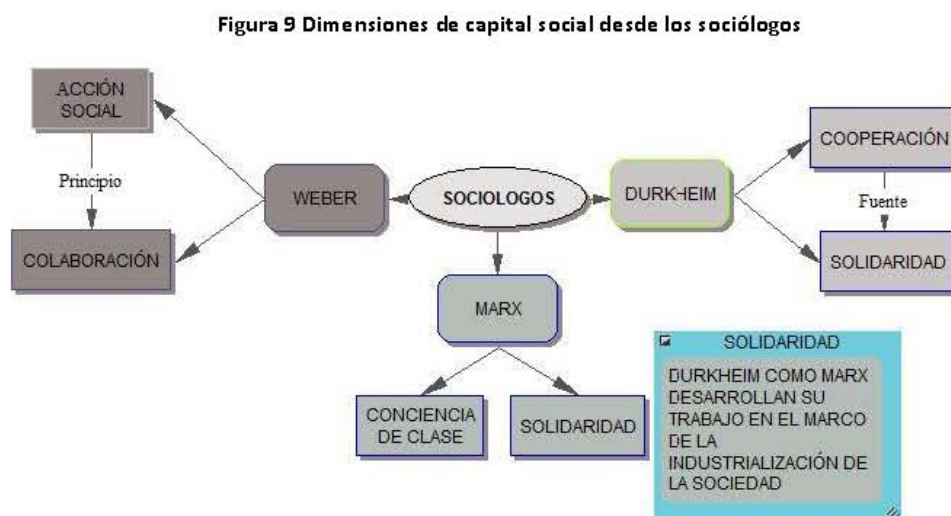 Figura 9 Dimensiones de capital social desde los sociólogos
ACCIÓN
SOCIAL
Principio
COLABORACIÓN
WEBER
SOCIOLOGOS
DURKHEIM
COOPERACIÓN
Fuente
SOLIDARIDAD
MARX
CONCIENCIA
DE CLASE
SOLIDARIDAD
SOLIDARIDAD
DURKHEIM COMO MARX
DESARROLLAN SU
TRABAJO EN EL MARCO
DE LA
INDUSTRIALIZACIÓN DE
LA SOCIEDAD